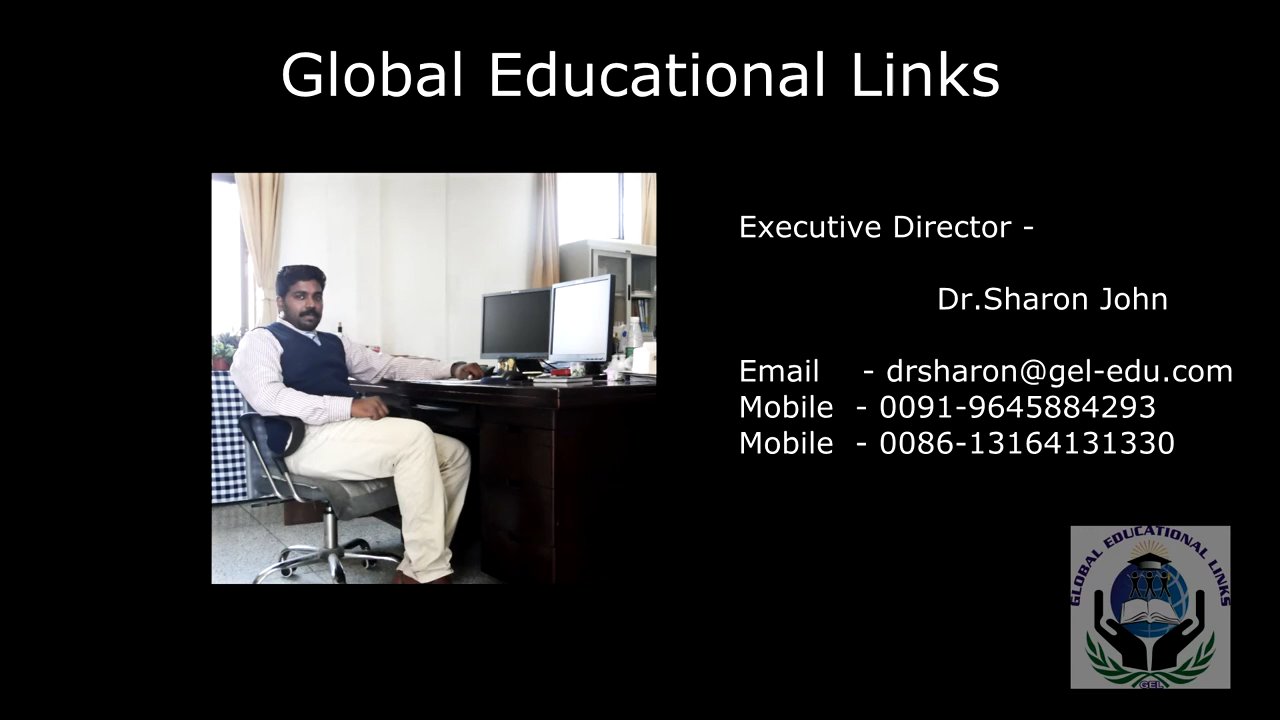 Global Educational Links
Executive Director -
Dr.Sharon John
Email - drsharon@gel-edu.com
Mobile - 0091-9645884293
Mobile - 0086-13164131330
GLOBAL EDUCATIONAL LINKS
GEL